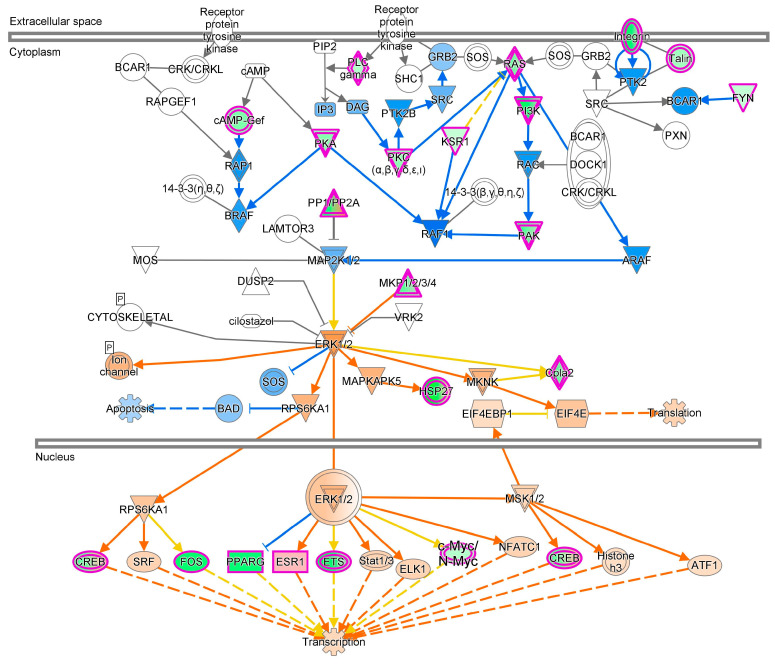 Extracellular space
Cytoplasm
Receptor
protein
tyrosine
kinase
Receptor
protein
tyrosine
kinase
Integrin
BCAR1
CRK/CRKL
cAMP
PIP2
PLC
gamma
SHC1
GRB2
SOS
RAS
SOS
GRB2
PTK2
Talin
RAPGEF1
cAMP-Gef
IP3
DAG
PTK2B
SRC
PI3K
SRC
BCAR1
FYN
PXN
RAP1
PKA
PKC
(α,β,γ,δ,ε,ι)
KSR1
RAC
BCAR1
DOCK1
CRK/CRKL
14-3-3(η,θ,ζ)
BRAF
PP1/PP2A
14-3-3(β,γ,θ,η,ζ)
RAF1
PAK
LAMTOR3
MOS
MAP2K1/2
ARAF
DUSP2
MKP1/2/3/4
P
CYTOSKELETAL
cilostazol
VRK2
ERK1/2
P
Ion
channel
SOS
MAPKAPK5
HSP27
MKNK
Cpla2
Apoptosis
BAD
RPS6KA1
EIF4EBP1
EIF4E
Translation
Nucleus
RPS6KA1
ERK1/2
MSK1/2
CREB
SRF
FOS
PPARG
ESR1
ETS
Stat1/3
ELK1
c-Myc/
N-Myc
NFATC1
CREB
Histone
h3
ATF1
Transcription